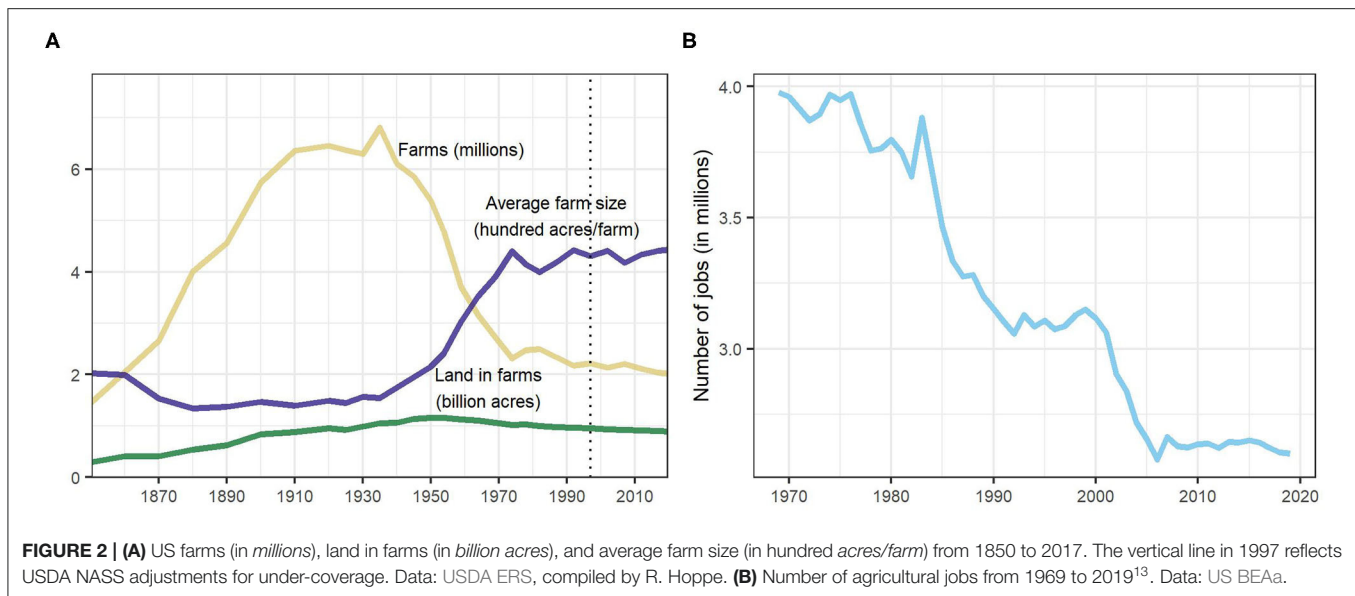 A
6
4
2
0
1870 1890 1910 1930 1950 1970 1990 2010
Farms (millions)
Average farm size
(hundred acres/farm)
Land in farms
(billion acres)
B
Number of jobs (in millions)
4.0
3.5
3.0
1970 1980 1990 2000 2010 2020
FIGURE 2 | (A) US farms (in millions), land in farms (in billion acres), and average farm size (in hundred acres/farm) from 1850 to 2017. The vertical line in 1997 reflects
USDA NASS adjustments for under-coverage. Data: USDA ERS, compiled by R. Hoppe. (B) Number of agricultural jobs from 1969 to 2019¹³. Data: US BEAa.